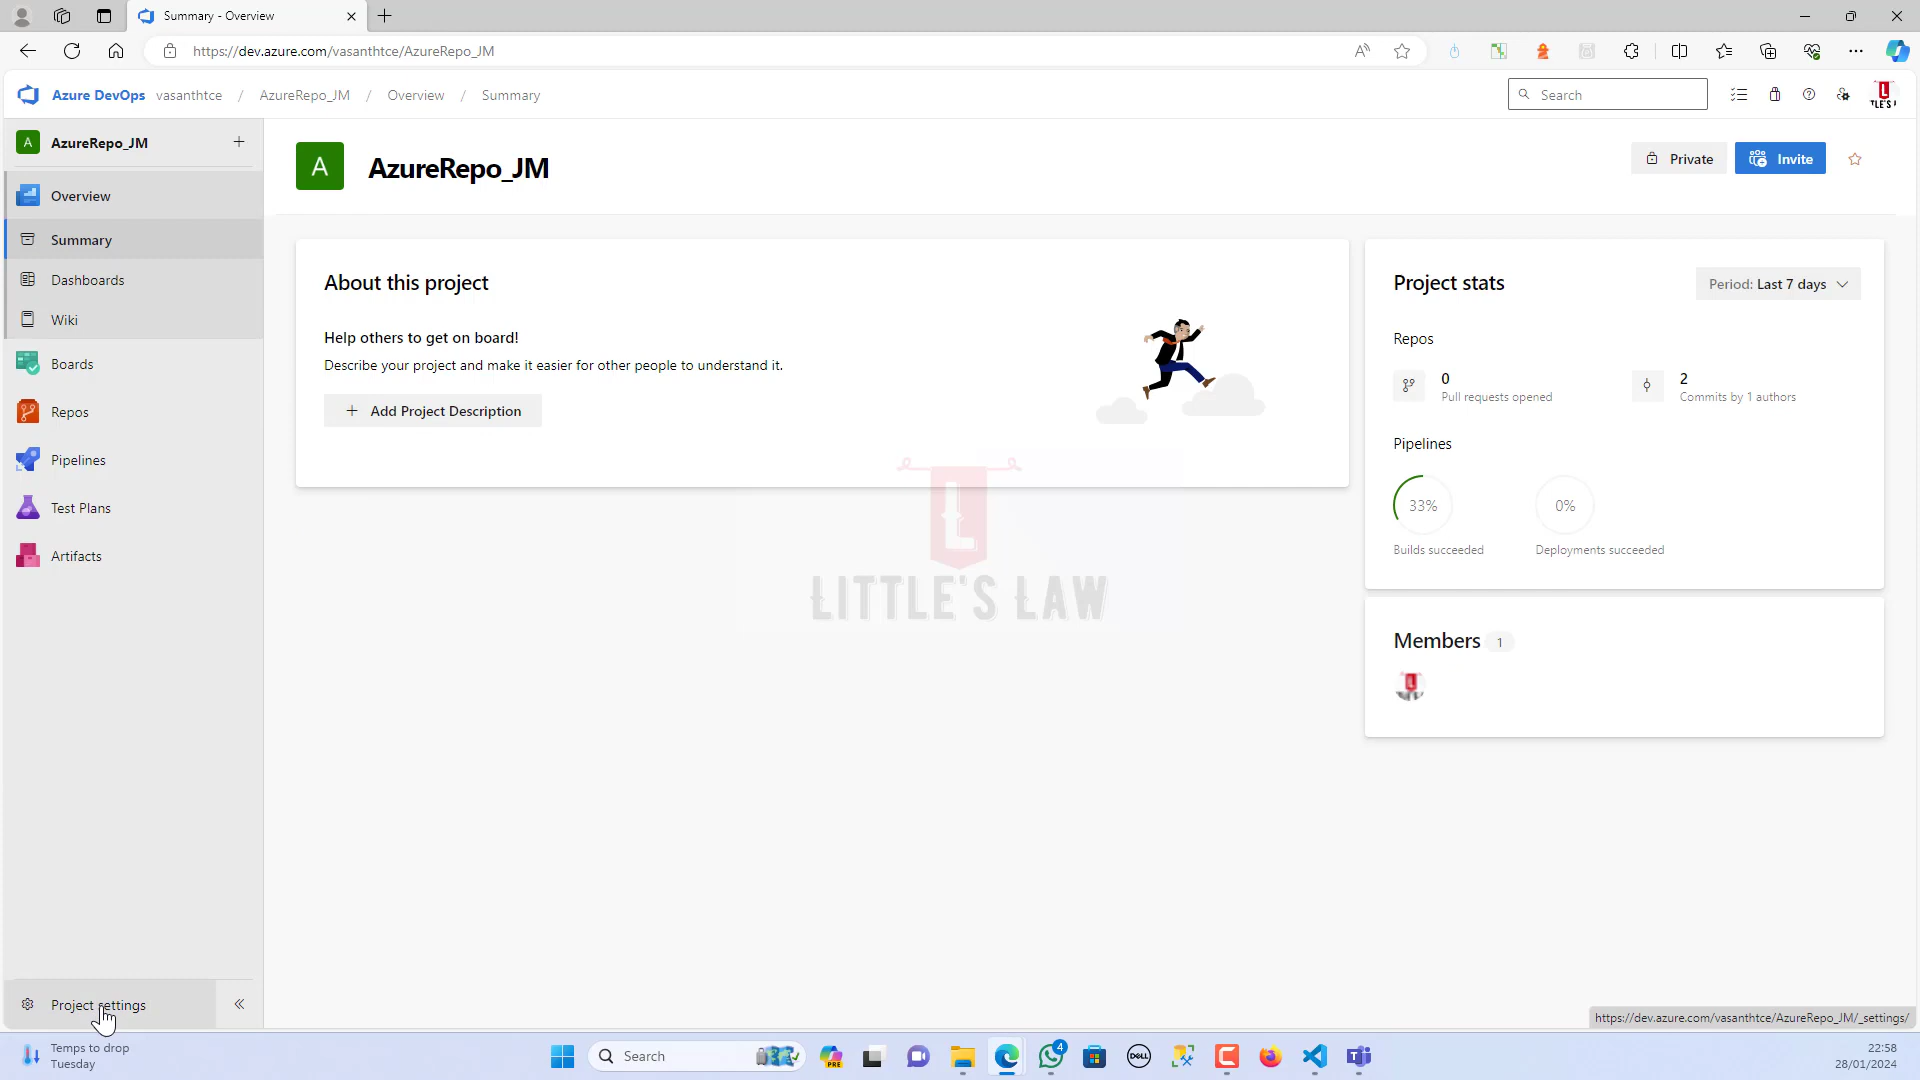 Summary - Overview
https://dev.azure.com/vasanthtce/AzureRepo_JM
Azure DevOps vasanthtce / AzureRepo_JM / Overview / Summary
Search
A AzureRepo_JM
Overview
Summary
Dashboards
Wiki
Boards
Repos
Pipelines
Test Plans
Artifacts
Project settings
A AzureRepo_JM
Private
Invite
About this project
Help others to get on board!
Describe your project and make it easier for other people to understand it.
Add Project Description
Project stats
Period: Last 7 days
Repos
0
Pull requests opened
2
Commits by 1 authors
Pipelines
33%
Builds succeeded
0%
Deployments succeeded
Members 1
L
LITTLE'S LAW
https://dev.azure.com/vasanthtce/AzureRepo_JM/_settings/
Temps to drop
Tuesday
Search
PRE
4
DELL
22:58
28/01/2024